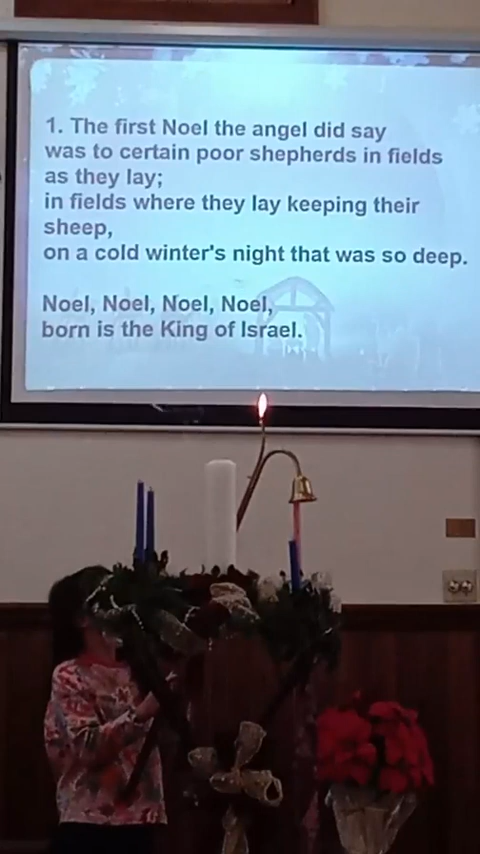 1. The first Noel the angel did say
was to certain poor shepherds in fields
as they lay;
in fields where they lay keeping their
sheep,
on a cold winter's night that was so deep.
Noel, Noel, Noel, Noel,
born is the King of Israel.